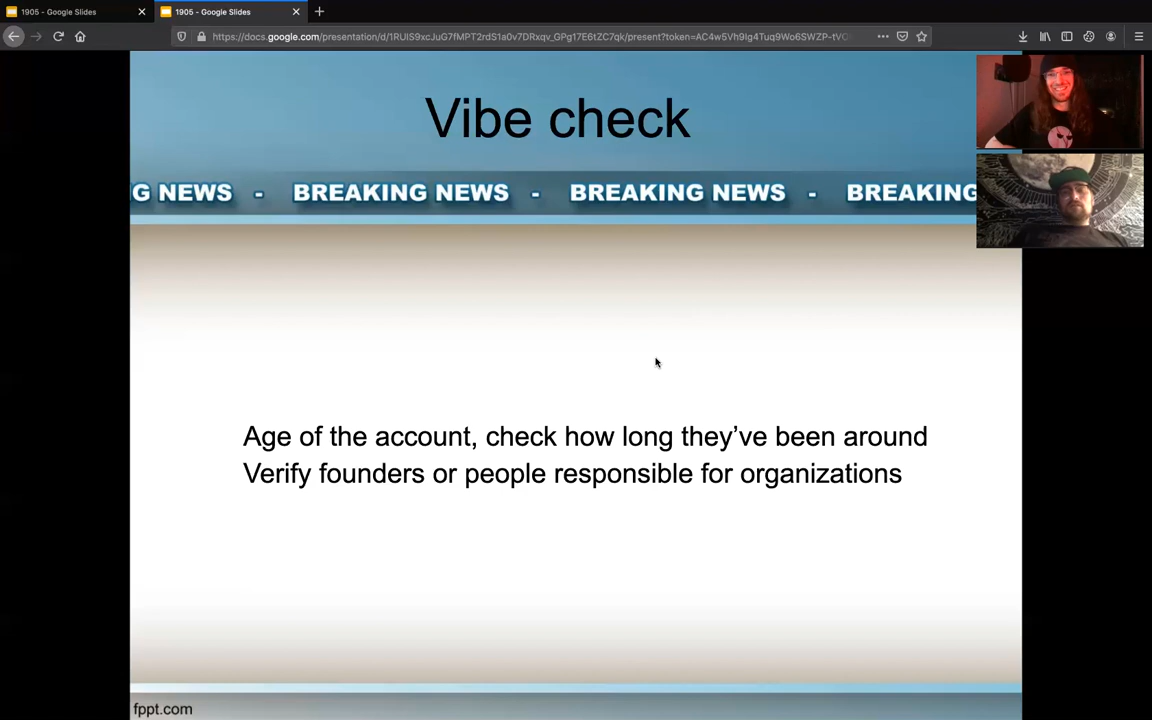 1905 - Google Slides
1905 - Google Slides
Vibe check
G NEWS - BREAKING NEWS - BREAKING NEWS - BREAKING
Age of the account, check how long they've been around
Verify founders or people responsible for organizations
fppt.com